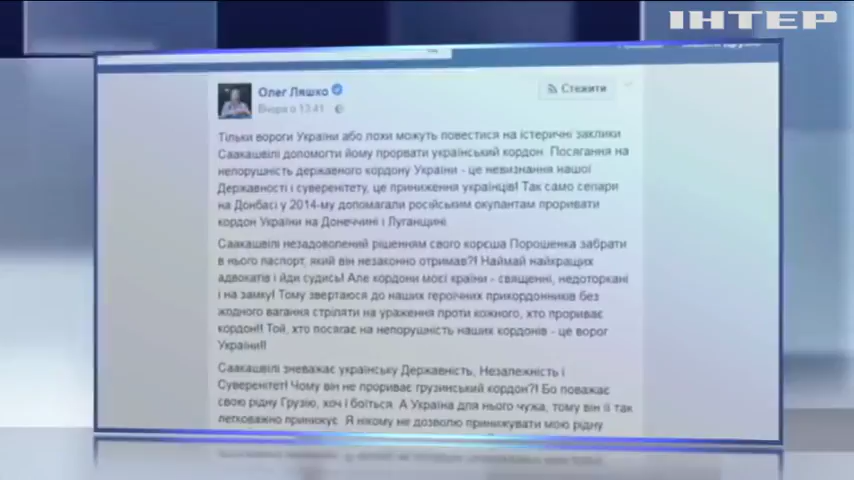 ІНТЕР
Олег Ляшко
Вчора о 13:41
Стежити
Тільки вороги України або лохи можуть повестися на істеричні заклики
Саакашвілі допомогти йому прорвати український кордон. Посягання на
непорушність державного кордону України - це невизнання нашої
Державності і суверенітету, це приниження українців! Так само сепари
на Донбасі у 2014-му допомагали російським окупантам проривати
кордон України на Донеччині і Луганщині.
Саакашвілі незадоволений рішенням свого корєша Порошенка забрати
в нього паспорт, який він незаконно отримав?! Наймай найкращих
адвокатів і йди судись! Але кордони моєї країни - священні, недоторкані
і на замку! Тому звертаюся до наших героїчних прикордонників без
жодного вагання стріляти на ураження проти кожного, хто прориває
кордон!! Той, хто посягає на непорушність наших кордонів - це ворог
України!!
Саакашвілі зневажає українську Державність, Незалежність і
Суверенітет! Чому він не прориває грузинський кордон?! Бо поважає
свою рідну Грузію, хоч і боїться. А Україна для нього чужа, тому він її так
легковажно принижує. Я нікому не дозволю принижувати мою рідну